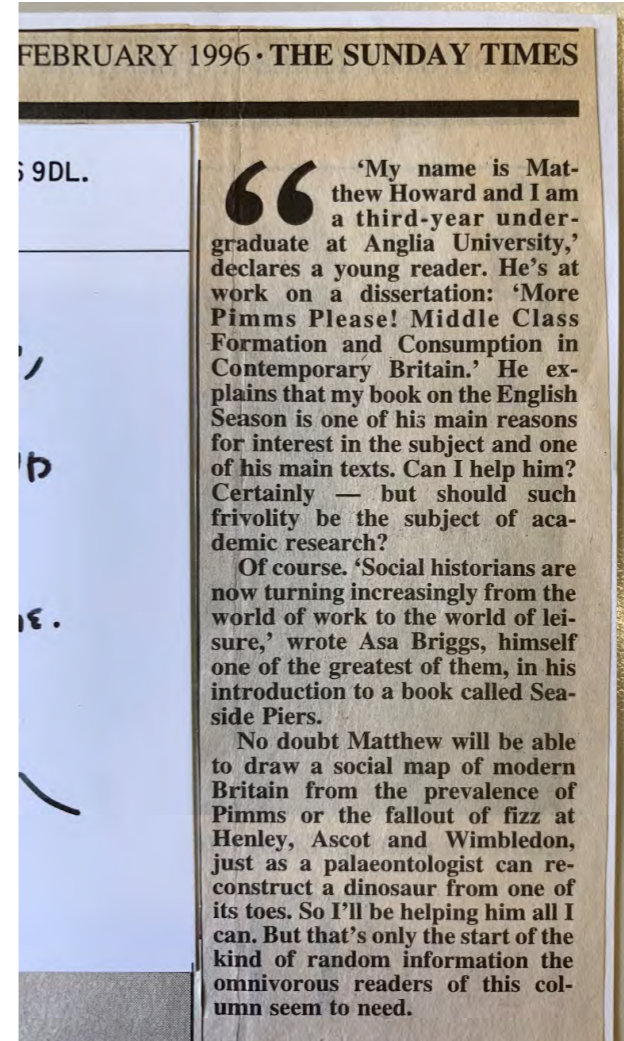 FEBRUARY 1996 · THE SUNDAY TIMES
9DL.
“
‘My name is Mat-
thew Howard and I am
a third-year under-
graduate at Anglia University,’
declares a young reader. He’s at
work on a dissertation: ‘More
Pimms Please! Middle Class
Formation and Consumption in
Contemporary Britain.’ He ex-
plains that my book on the English
Season is one of his main reasons
for interest in the subject and one
of his main texts. Can I help him?
Certainly — but should such
frivolity be the subject of aca-
demic research?
Of course. ‘Social historians are
now turning increasingly from the
world of work to the world of lei-
sure,’ wrote Asa Briggs, himself
one of the greatest of them, in his
introduction to a book called Sea-
side Piers.
No doubt Matthew will be able
to draw a social map of modern
Britain from the prevalence of
Pimms or the fallout of fizz at
Henley, Ascot and Wimbledon,
just as a palaeontologist can re-
construct a dinosaur from one of
its toes. So I’ll be helping him all I
can. But that’s only the start of the
kind of random information the
omnivorous readers of this col-
umn seem to need.